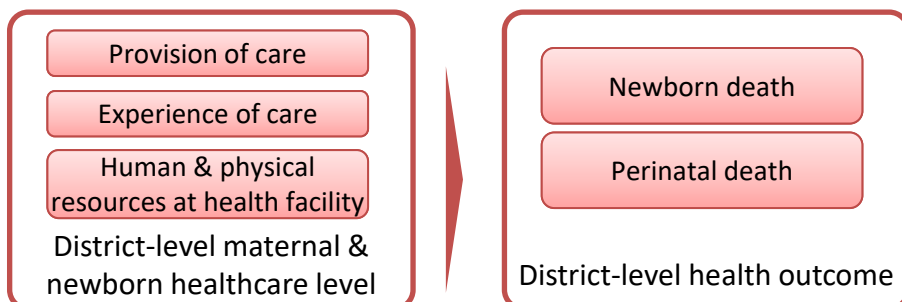 Provision of care
Experience of care
Human & physical
resources at health facility
District-level maternal &
newborn healthcare level
Newborn death
Perinatal death
District-level health outcome